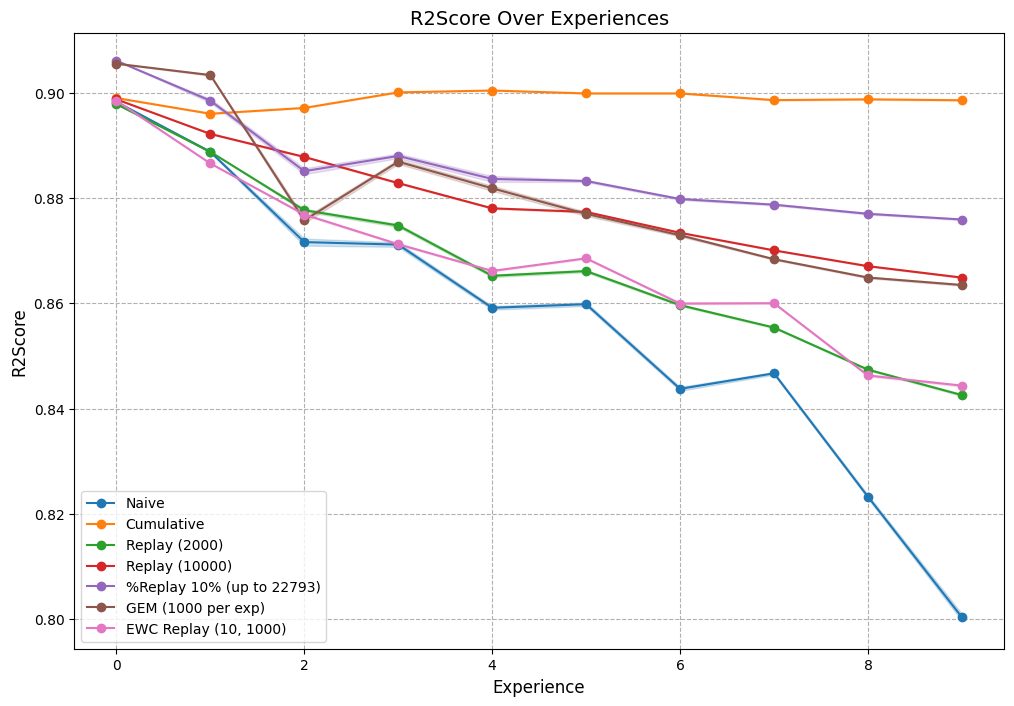 R2Score Over Experiences
R2Score
0.90
0.88
0.86
0.84
0.82
0.80
Naive
Cumulative
Replay (2000)
Replay (10000)
%Replay 10% (up to 22793)
GEM (1000 per exp)
EWC Replay (10, 1000)
0 2 4 6 8
Experience